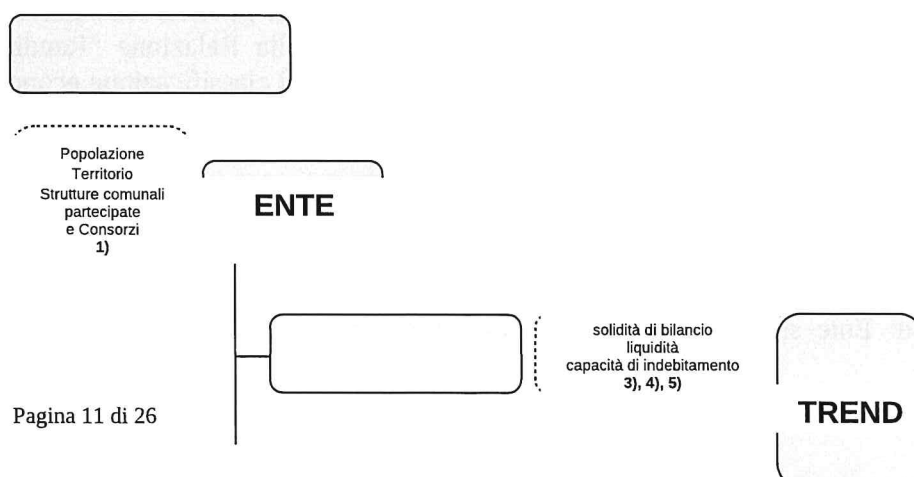 Popolazione
Territorio
Strutture comunali
partecipate
e Consorzi
1)
ENTE
solidità di bilancio
liquidità
capacità di indebitamento
3), 4), 5)
TREND
Pagina 11 di 26